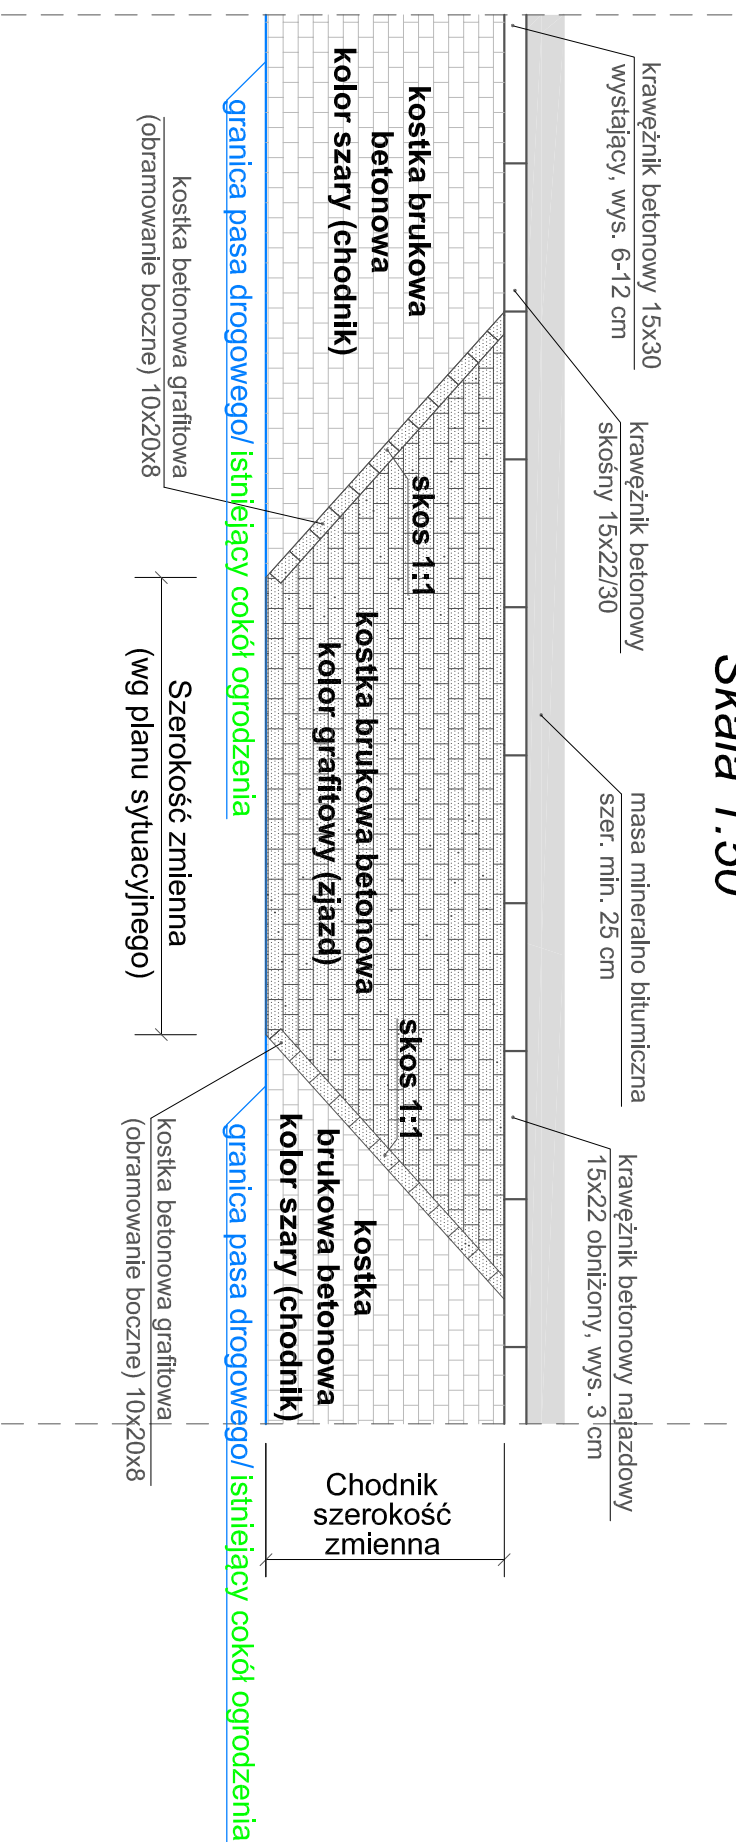 Skala 1:50
krawężnik betonowy 15x30
wystający, wys. 6-12 cm
krawężnik betonowy
skośny 15x22/30
masa mineralno bitumiczna
szer. min. 25 cm
krawężnik betonowy najazdowy
15x22 obniżony, wys. 3 cm
kostka brukowa
betonowa
kolor szary (chodnik)
skos 1:1
kostka brukowa betonowa
kolor grafitowy (zjazd)
skos 1:1
kostka
brukowa betonowa
kolor szary (chodnik)
granica pasa drogowego/ istniejący cokół ogrodzenia
granica pasa drogowego/ istniejący cokół ogrodzenia
kostka betonowa grafitowa
(obramowanie boczne) 10x20x8
Szerokość zmienna
(wg planu sytuacyjnego)
kostka betonowa grafitowa
(obramowanie boczne) 10x20x8
Chodnik
szerokość
zmienna